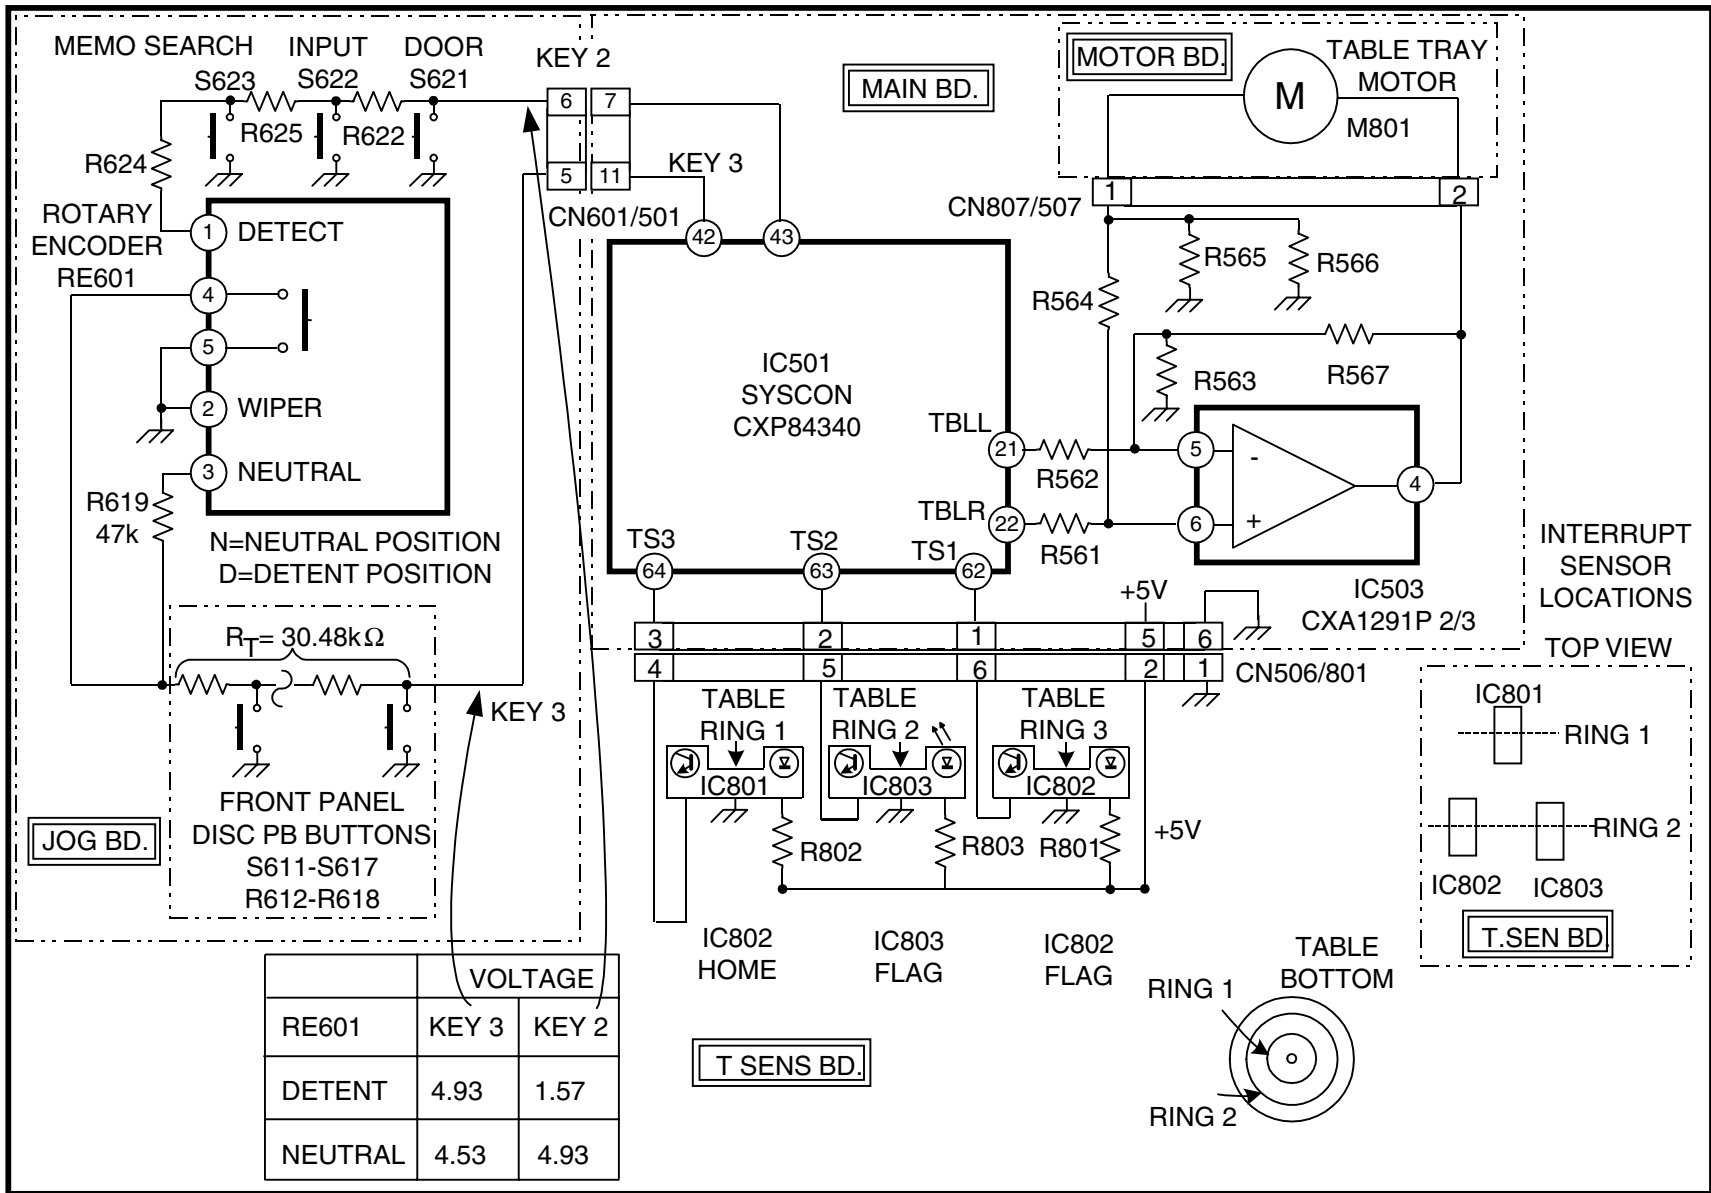 MEMO SEARCH
S623
INPUT
S622
DOOR
S621
KEY 2
R625
R622
R624
6 7
5 11
KEY 3
CN601/501
MAIN BD.
MOTOR BD.
TABLE TRAY
MOTOR
M
M801
1 2
CN807/507
ROTARY
ENCODER
RE601
1 DETECT
4
5
2 WIPER
3 NEUTRAL
R619
47k
N=NEUTRAL POSITION
D=DETENT POSITION
42 43
IC501
SYSCON
CXP84340
TBLL
21
TBLR
22
TS3
64
TS2
63
TS1
62
R562
R561
R564
R565
R566
R563
R567
5 -
6 +
4
IC503
CXA1291P 2/3
+5V
3 2 1 5 6
4 5 6 2 1
CN506/801
RT= 30.48kΩ
KEY 3
FRONT PANEL
DISC PB BUTTONS
S611-S617
R612-R618
JOG BD.
TABLE
RING 1
IC801
TABLE
RING 2
IC803
TABLE
RING 3
IC802
R802
R803
R801
+5V
IC802
HOME
IC803
FLAG
IC802
FLAG
T SENS BD.
INTERRUPT
SENSOR
LOCATIONS
TOP VIEW
IC801
RING 1
RING 2
IC802
IC803
T.SEN BD.
TABLE
BOTTOM
RING 1
RING 2
VOLTAGE
RE601 KEY 3 KEY 2
DETENT 4.93 1.57
NEUTRAL 4.53 4.93